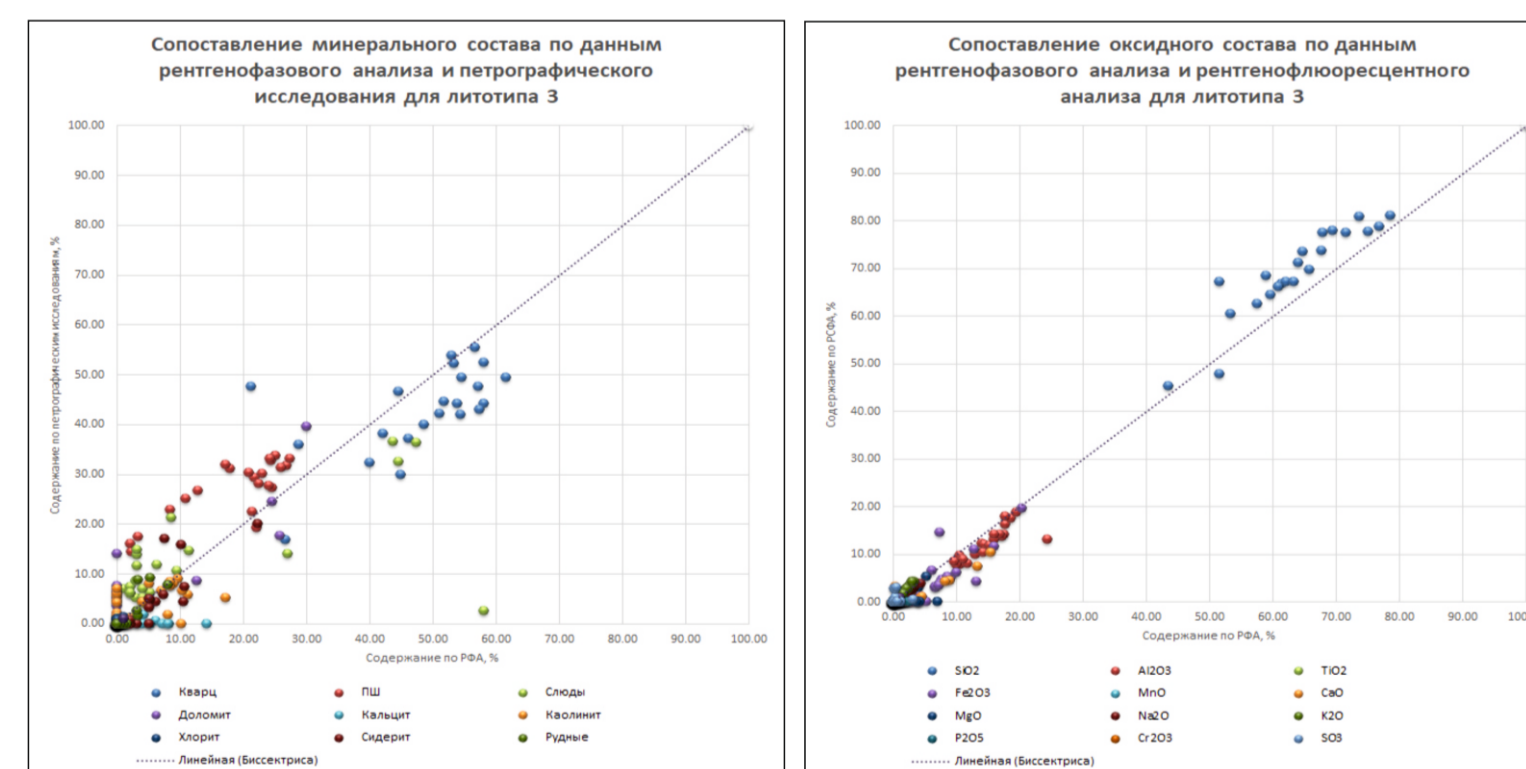 Сопоставление минерального состава по данным
рентгенофазового анализа и петрографического
исследования для литотипа 3
100.00
90.00
80.00
70.00
60.00
50.00
40.00
30.00
20.00
10.00
0.00
Содержание по петрографическим исследованиям, %
0.00 10.00 20.00 30.00 40.00 50.00 60.00 70.00 80.00 90.00 100.00
Содержание по РФА, %
Кварц ПШ Слюды
Доломит Кальцит Каолинит
Хлорит Сидерит Рудные
Линейная (Биссектриса)
Сопоставление оксидного состава по данным
рентгенофазового анализа и рентгенофлюоресцентного
анализа для литотипа 3
100.00
90.00
80.00
70.00
60.00
50.00
40.00
30.00
20.00
10.00
0.00
Содержание по РСФА, %
0.00 10.00 20.00 30.00 40.00 50.00 60.00 70.00 80.00 90.00 100
Содержание по РФА, %
SiO2 Al2O3 TiO2
Fe2O3 MnO CaO
MgO Na2O K2O
P2O5 Cr2O3 SO3
Линейная (Биссектриса)